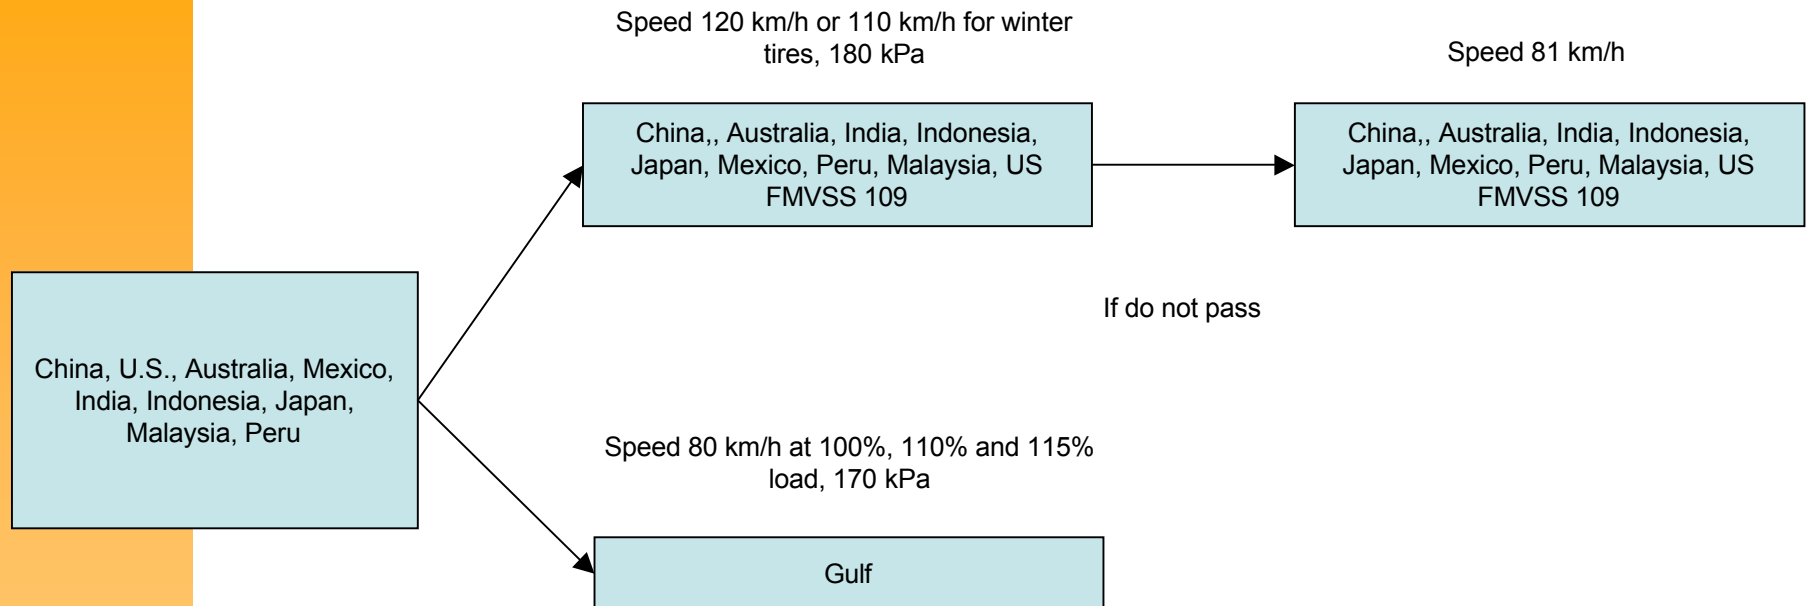 Speed 120 km/h or 110 km/h for winter
tires, 180 kPa
Speed 81 km/h
China,, Australia, India, Indonesia,
Japan, Mexico, Peru, Malaysia, US
FMVSS 109
China,, Australia, India, Indonesia,
Japan, Mexico, Peru, Malaysia, US
FMVSS 109
If do not pass
China, U.S., Australia, Mexico,
India, Indonesia, Japan,
Malaysia, Peru
Speed 80 km/h at 100%, 110% and 115%
load, 170 kPa
Gulf